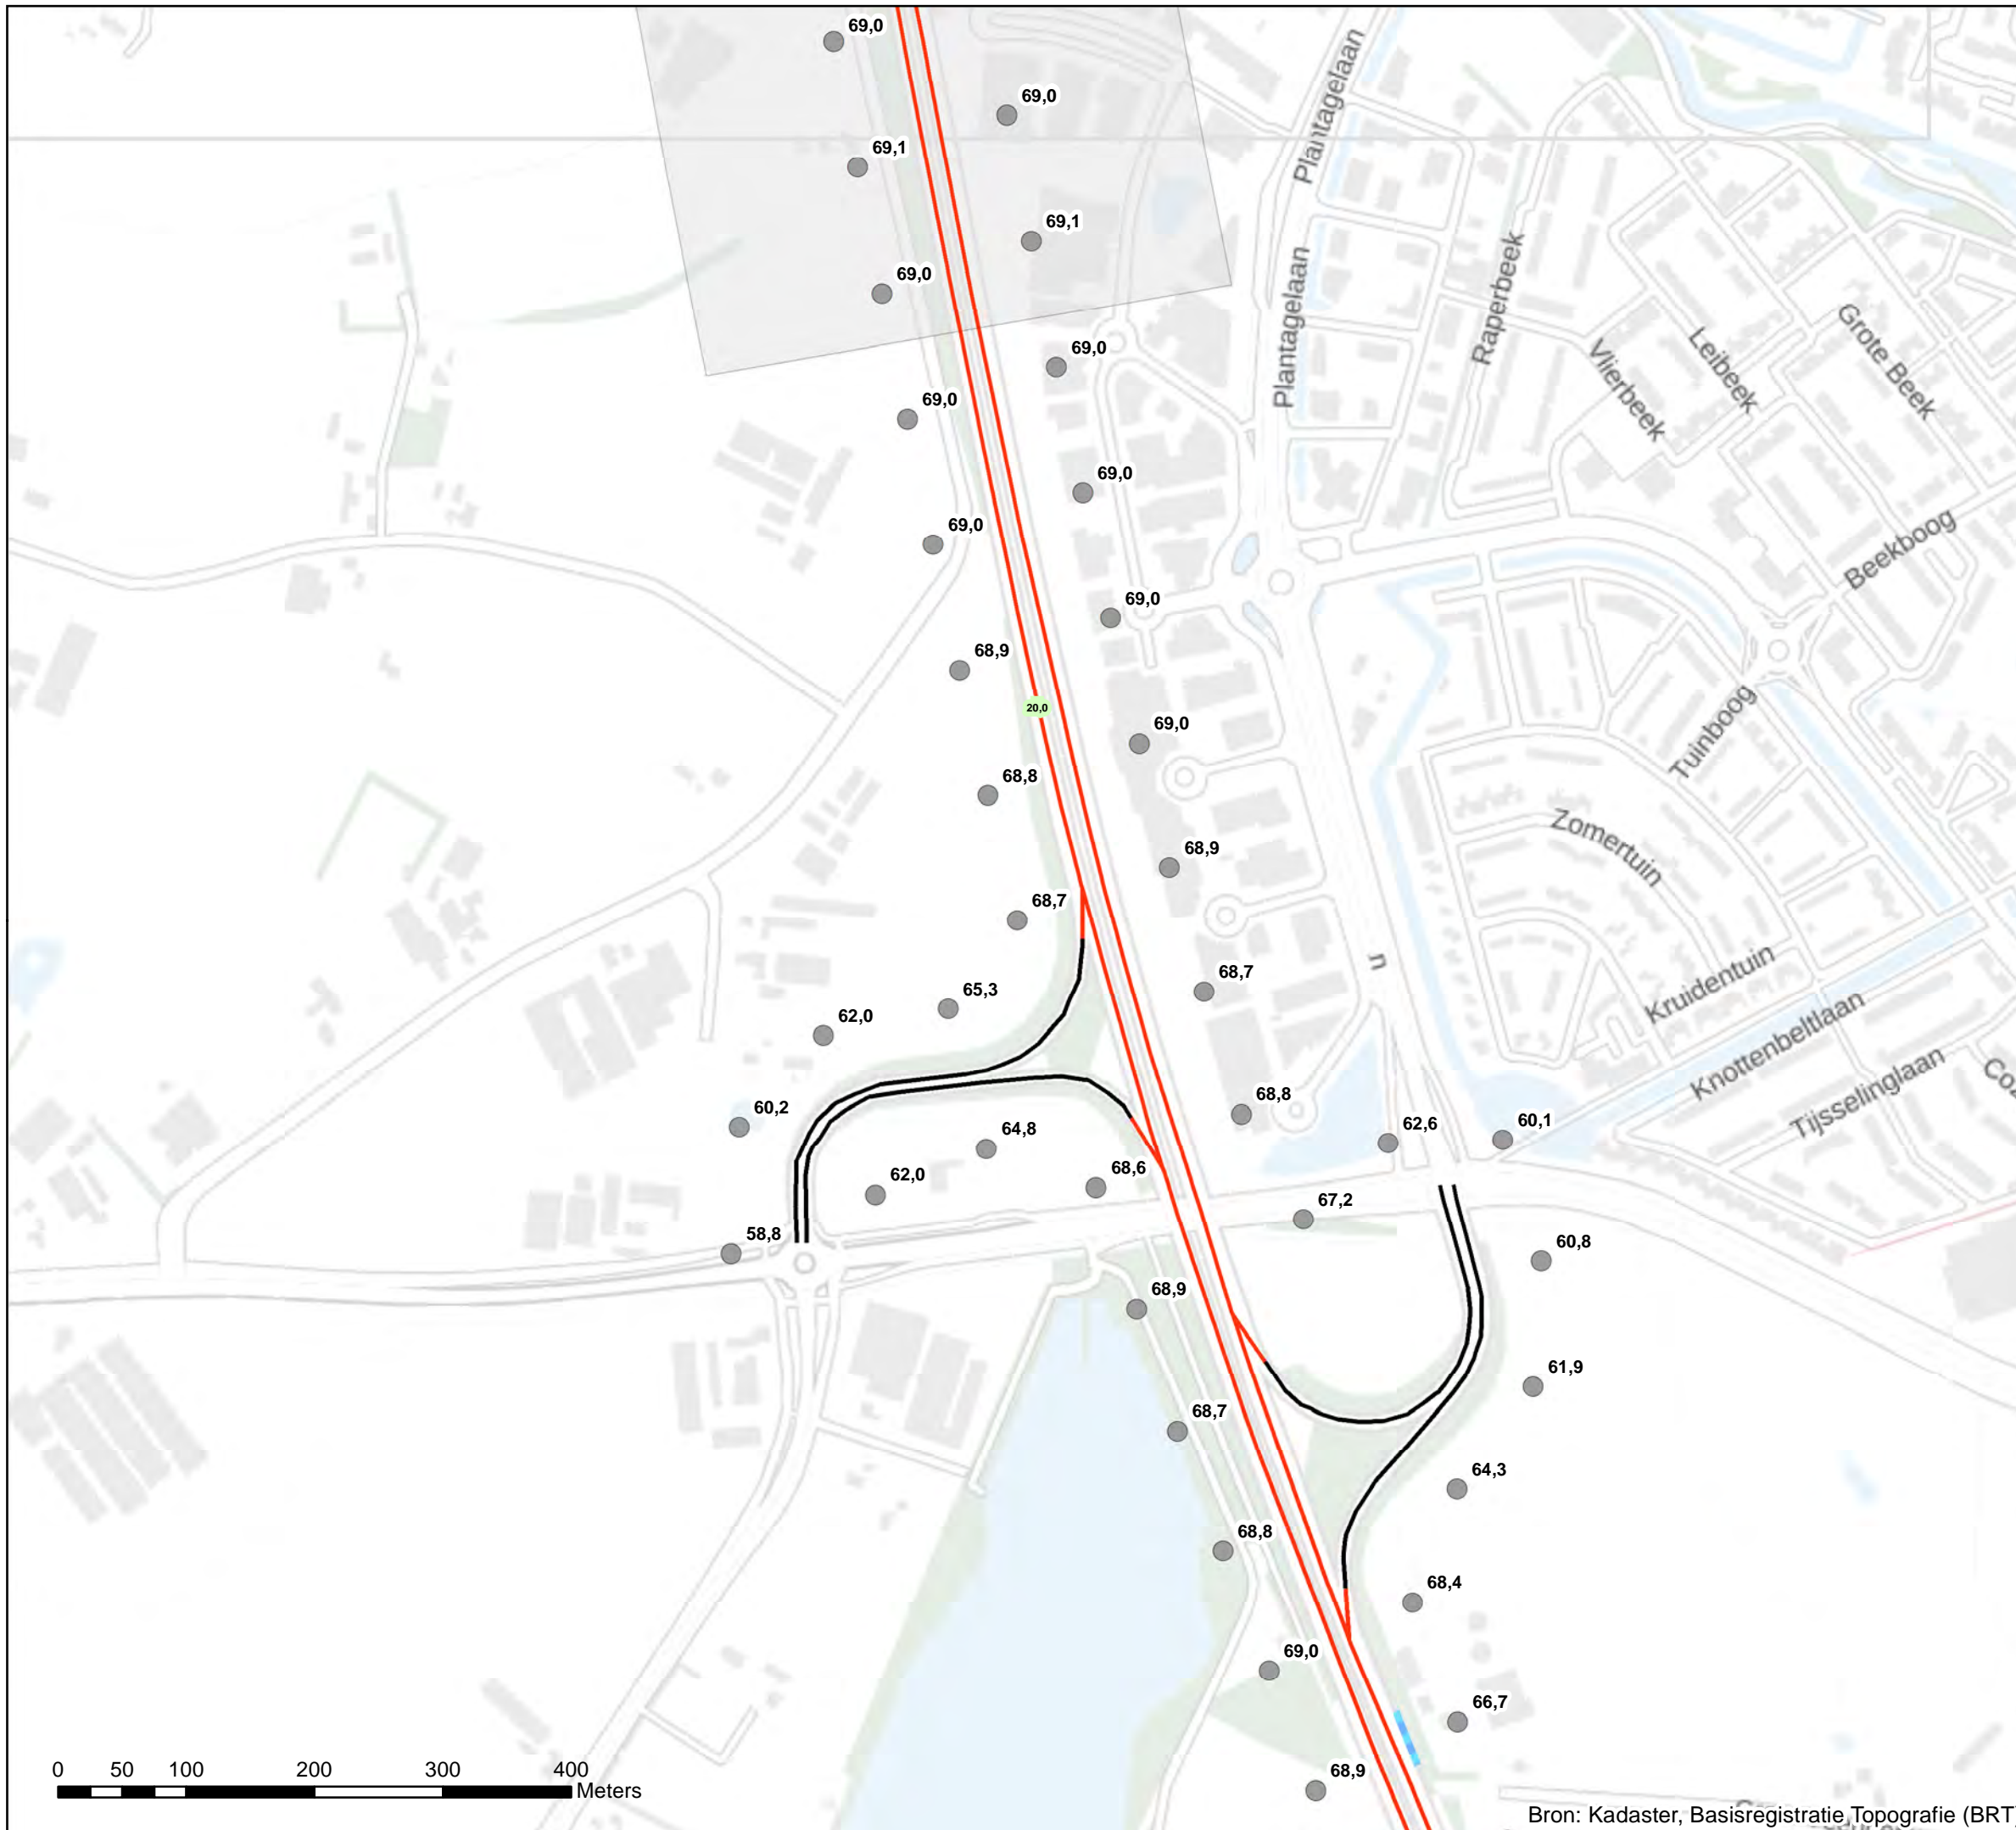 69,0
69,0
69,1
69,1
69,0
69,0
69,0
69,0
69,0
69,0
68,9
20,0
69,0
68,8
68,9
68,7
68,7
65,3
62,0
60,2
68,8
62,6
60,1
64,8
68,6
62,0
67,2
58,8
60,8
68,9
61,9
68,7
64,3
68,8
68,4
69,0
66,7
68,9
Plantagelaan
Plantagelaan
Raperbeek
Vlierbeek
Leibeek
Grote Beek
Beekboog
Tuinboog
Zomertuin
n
Kruidentuin
Knottenbeltlaan
Tijsselinglaan
0 50 100 200 300 400
Meters
Bron: Kadaster, Basisregistratie Topografie (BRT